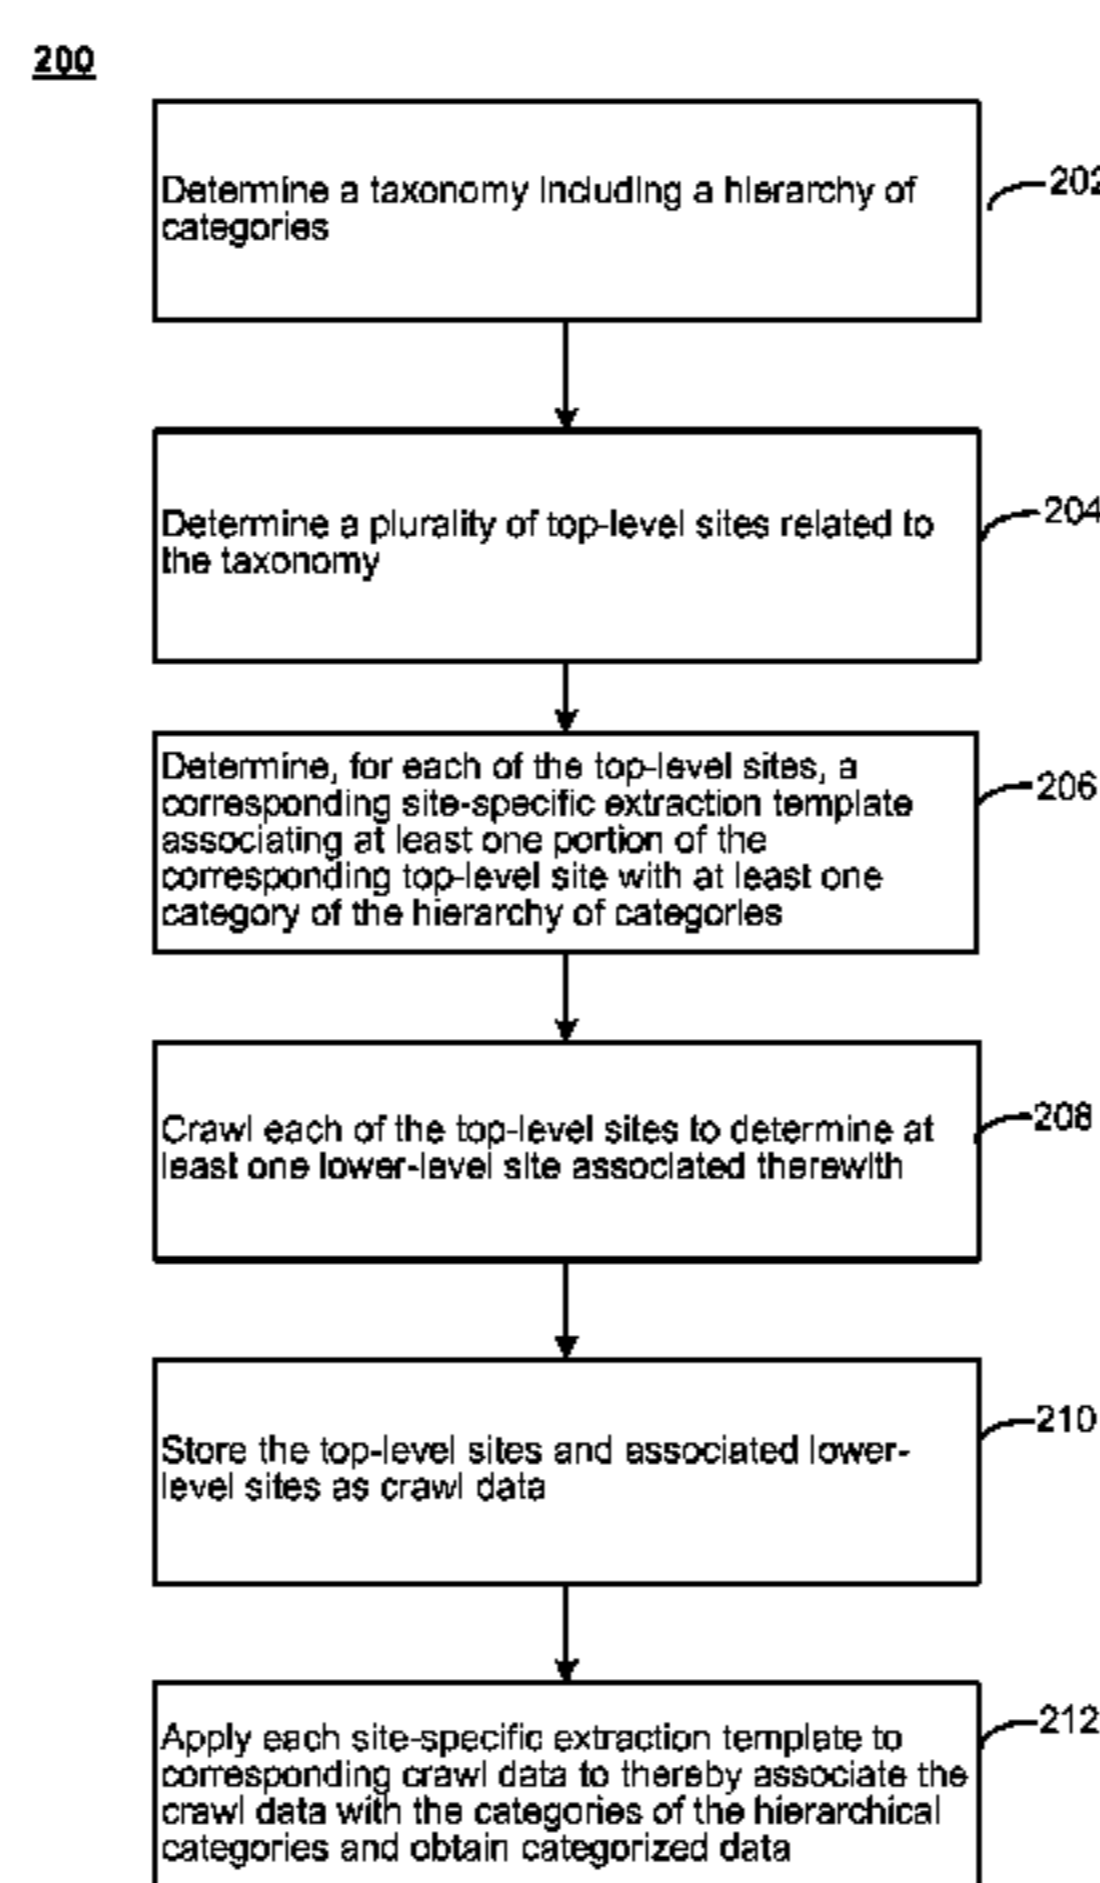 200
Determine a taxonomy including a hierarchy of
categories
202
Determine a plurality of top-level sites related to
the taxonomy
204
Determine, for each of the top-level sites, a
corresponding site-specific extraction template
associating at least one portion of the
corresponding top-level site with at least one
category of the hierarchy of categories
206
Crawl each of the top-level sites to determine at
least one lower-level site associated therewith
208
Store the top-level sites and associated lower-
level sites as crawl data
210
Apply each site-specific extraction template to
corresponding crawl data to thereby associate the
crawl data with the categories of the hierarchical
categories and obtain categorized data
212